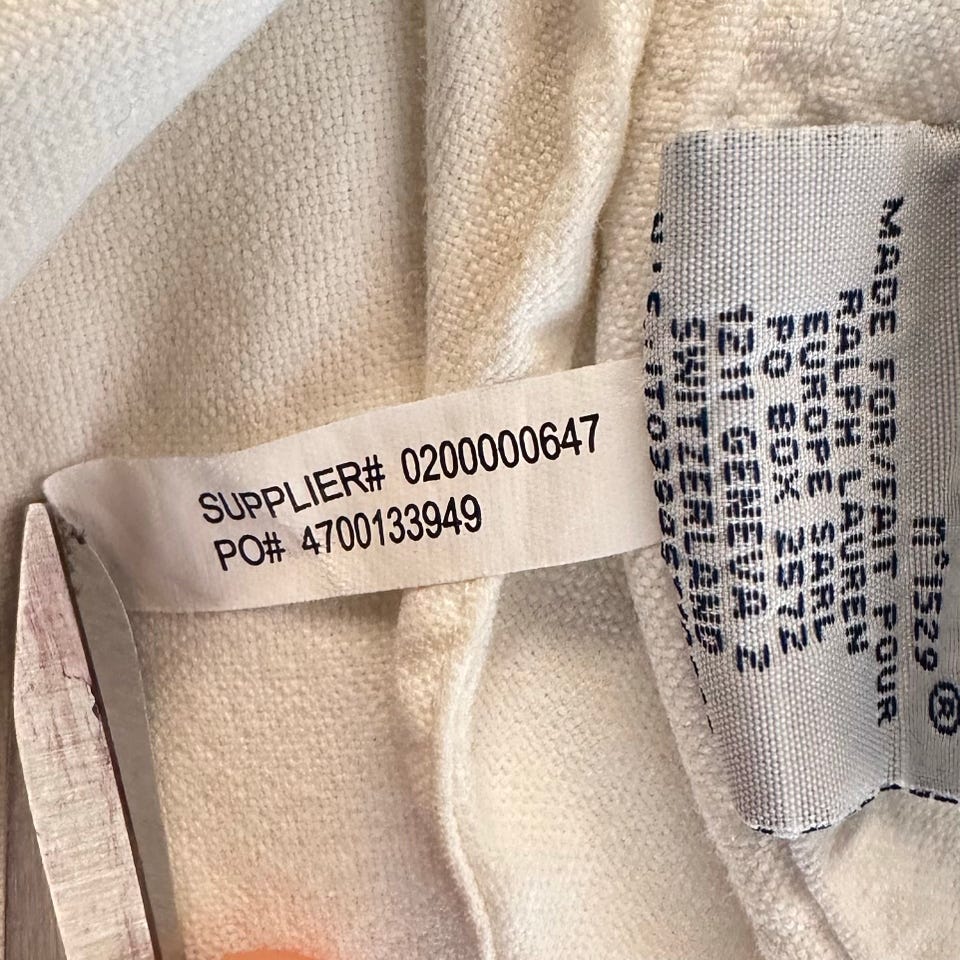 SUPPLIER# 0200000647
PO# 4700133949
n°1529 ®
MADE FOR/FAIT POUR
RALPH LAUREN
EUROPE SARL
PO BOX 2572
1211 GENEVA 2
SWITZERLAND